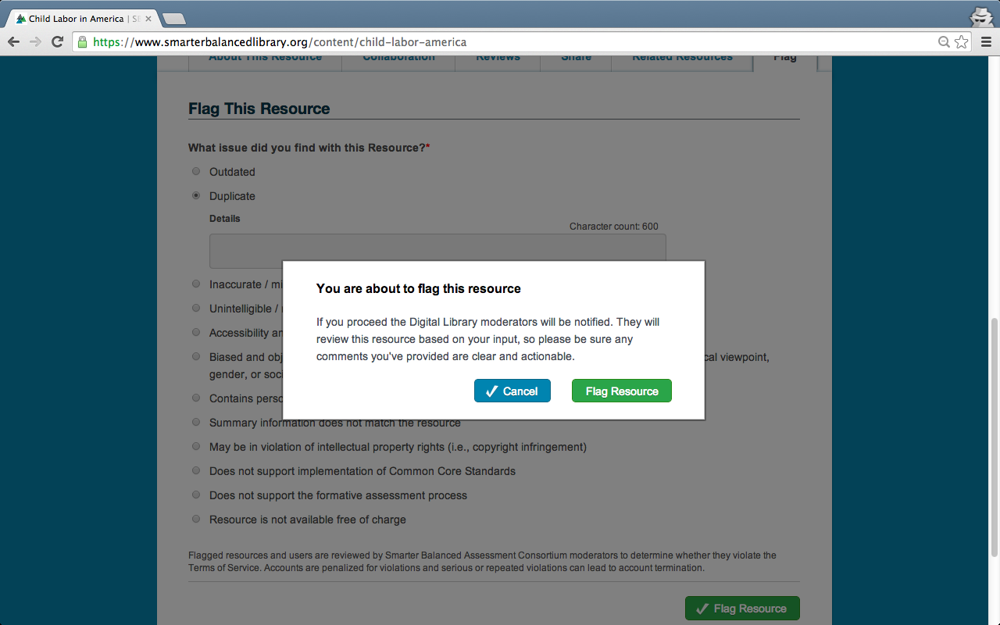 Child Labor in America | S
https://www.smarterbalancedlibrary.org/content/child-labor-america
About This Resource Collaboration Reviews Share Related Resources Flag
Flag This Resource
What issue did you find with this Resource?*
Outdated
Duplicate
Details
Character count: 600
Inaccurate / mi
Unintelligible /
Accessibility an
Biased and obj cal viewpoint,
gender, or soci
Contains perso
Summary information does not match the resource
May be in violation of intellectual property rights (i.e., copyright infringement)
Does not support implementation of Common Core Standards
Does not support the formative assessment process
Resource is not available free of charge
You are about to flag this resource
If you proceed the Digital Library moderators will be notified. They will
review this resource based on your input, so please be sure any
comments you've provided are clear and actionable.
Cancel Flag Resource
Flagged resources and users are reviewed by Smarter Balanced Assessment Consortium moderators to determine whether they violate the
Terms of Service. Accounts are penalized for violations and serious or repeated violations can lead to account termination.
Flag Resource